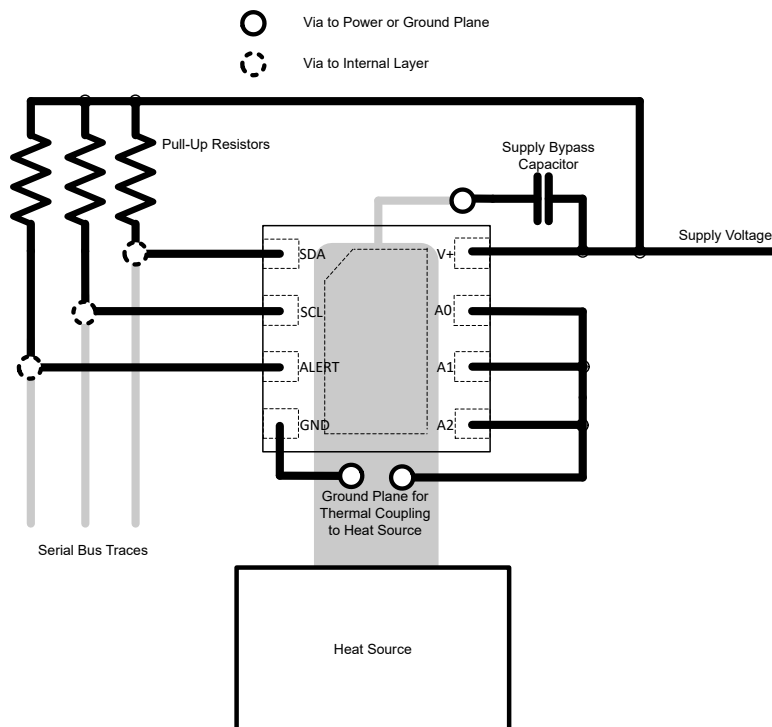 Via to Power or Ground Plane
Via to Internal Layer
Pull-Up Resistors
Supply Bypass
Capacitor
Supply Voltage
SDA
V+
SCL
A0
ALERT
A1
GND
A2
Ground Plane for
Thermal Coupling
to Heat Source
Serial Bus Traces
Heat Source